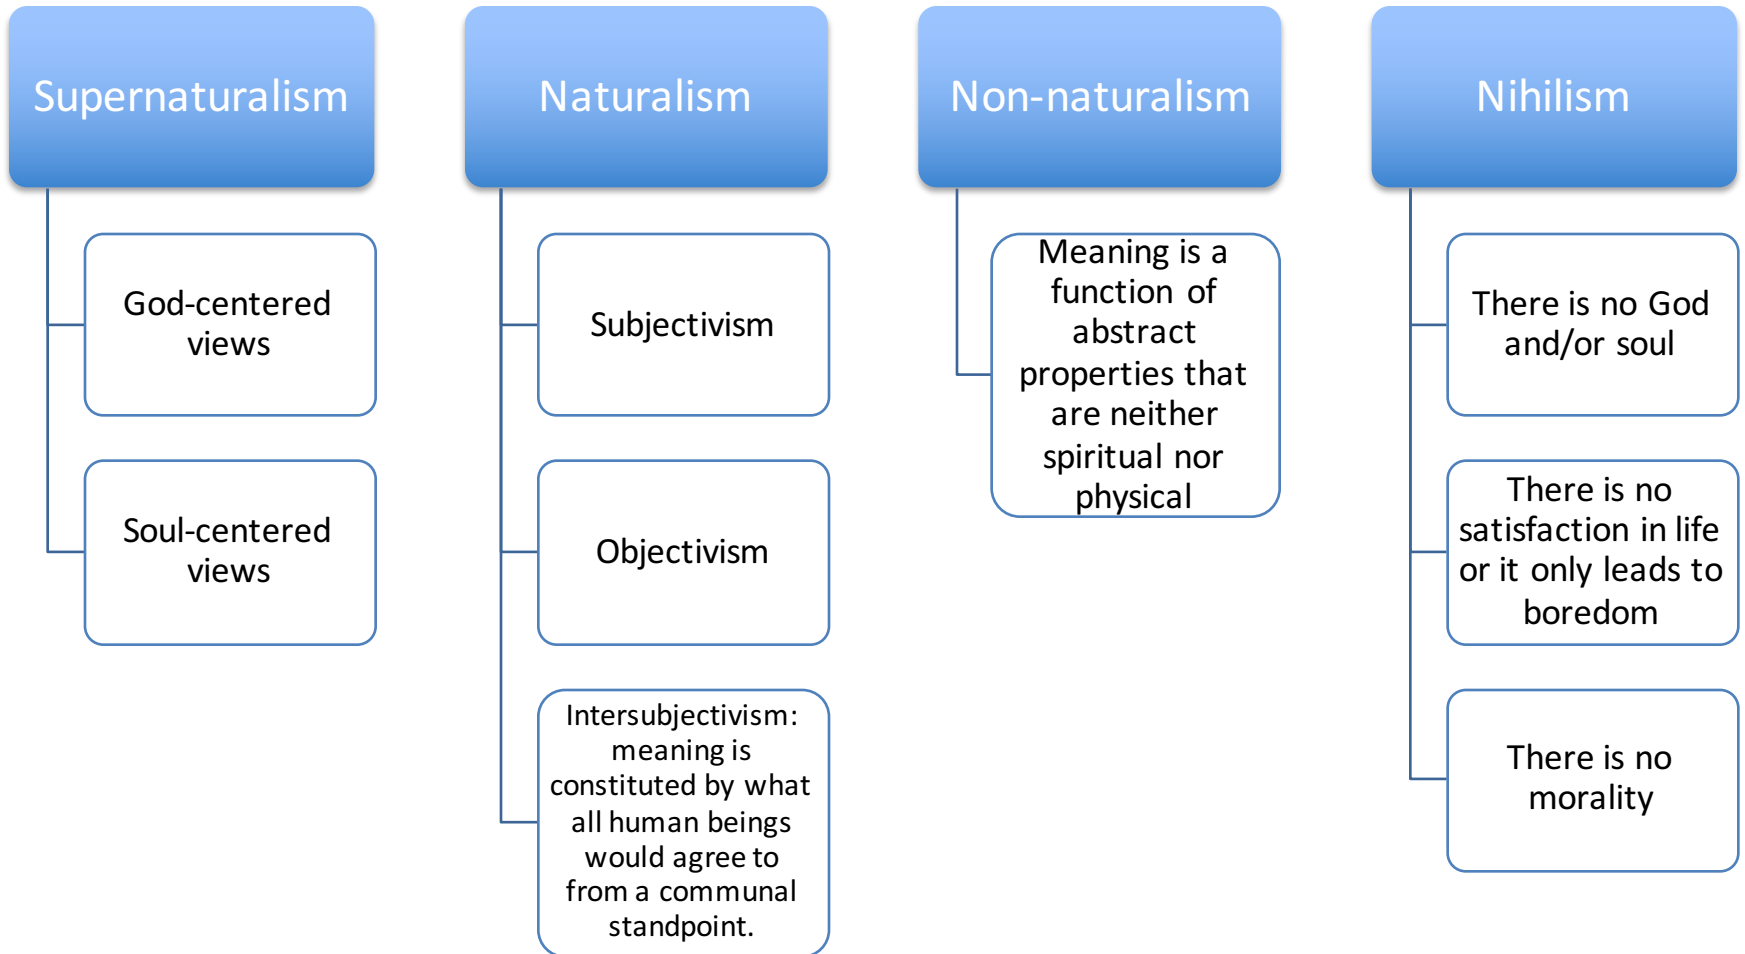 Supernaturalism
God-centered
views
Soul-centered
views
Naturalism
Subjectivism
Objectivism
Intersubjectivism:
meaning is
constituted by what
all human beings
would agree to
from a communal
standpoint.
Non-naturalism
Meaning is a
function of
abstract
properties that
are neither
spiritual nor
physical
Nihilism
There is no God
and/or soul
There is no
satisfaction in life
or it only leads to
boredom
There is no
morality